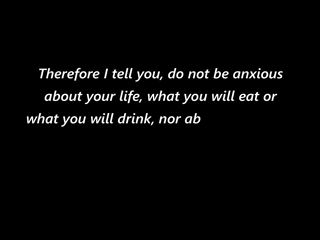 Therefore I tell you, do not be anxious
about your life, what you will eat or
what you will drink, nor ab